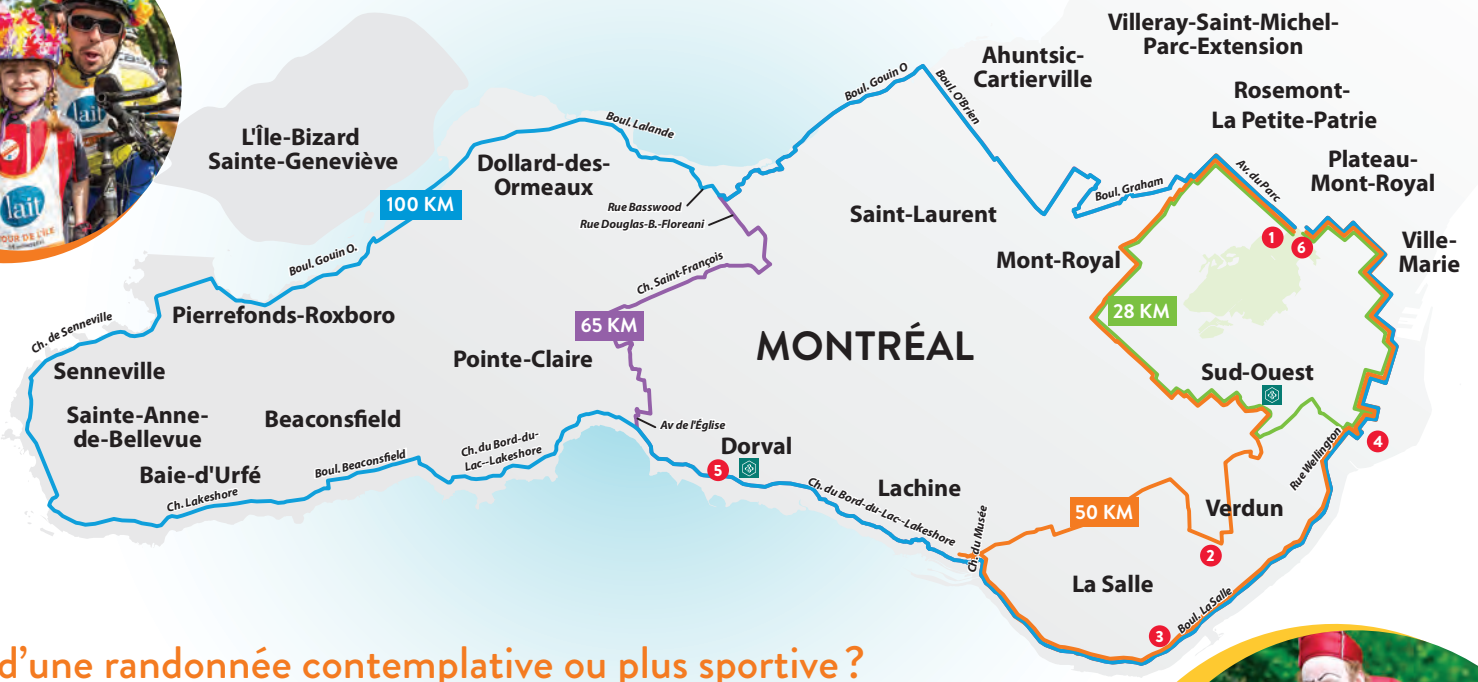 Villeray-Saint-Michel-
Parc-Extension
Ahuntsic-
Cartierville
Boul. Gouin O
Boul. O'Brien
Rosemont-
La Petite-Patrie
lait
L'Île-Bizard
Sainte-Geneviève
Boul. Lalande
Dollard-des-
Ormeaux
Plateau-
Mont-Royal
Av. du Parc
Boul. Graham
100 KM
Rue Basswood
Rue Douglas-B.-Floreani
Saint-Laurent
lait
TOUR DE L'ÎLE
1
6
Ville-
Marie
Boul. Gouin O.
Ch. Saint-François
Mont-Royal
28 KM
Ch. de Senneville
Pierrefonds-Roxboro
65 KM
MONTRÉAL
Pointe-Claire
Senneville
Sud-Ouest
Sainte-Anne-
de-Bellevue
Beaconsfield
Av de l'Église
Dorval
5
4
Ch. du Bord-du-
Lac--Lakeshore
Boul. Beaconsfield
Baie-d'Urfé
Ch. Lakeshore
Ch. du Bord-du-Lac--Lakeshore
Lachine
Rue Wellington
50 KM
Verdun
Ch. du Musée
2
La Salle
3
Boul. LaSalle
d'une randonnée contemplative ou plus sportive ?